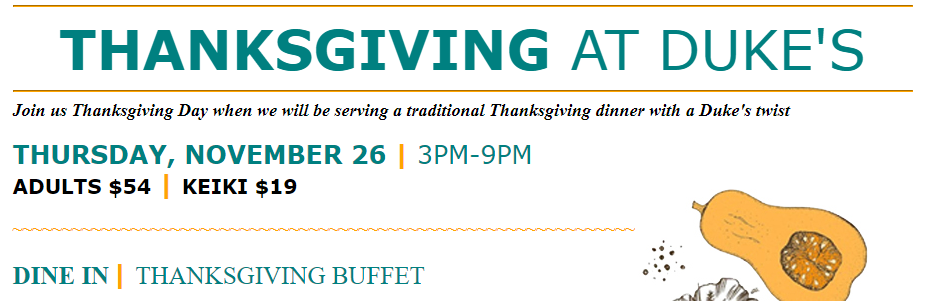 THANKSGIVING AT DUKE'S
Join us Thanksgiving Day when we will be serving a traditional Thanksgiving dinner with a Duke's twist
THURSDAY, NOVEMBER 26 | 3PM-9PM
ADULTS $54 | KEIKI $19
DINE IN | THANKSGIVING BUFFET